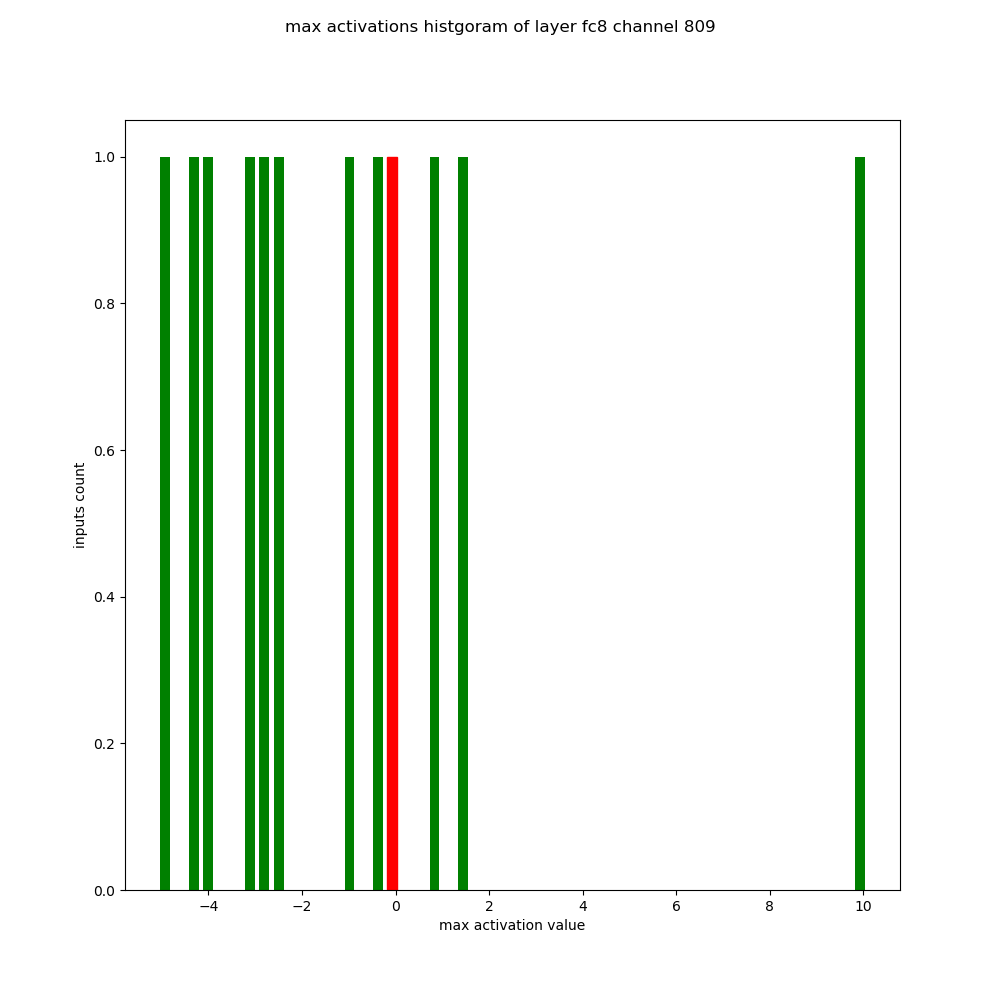 max activations histgoram of layer fc8 channel 809
1.0
0.8
0.6
0.4
0.2
0.0
inputs count
−4 −2 0 2 4 6 8 10
max activation value